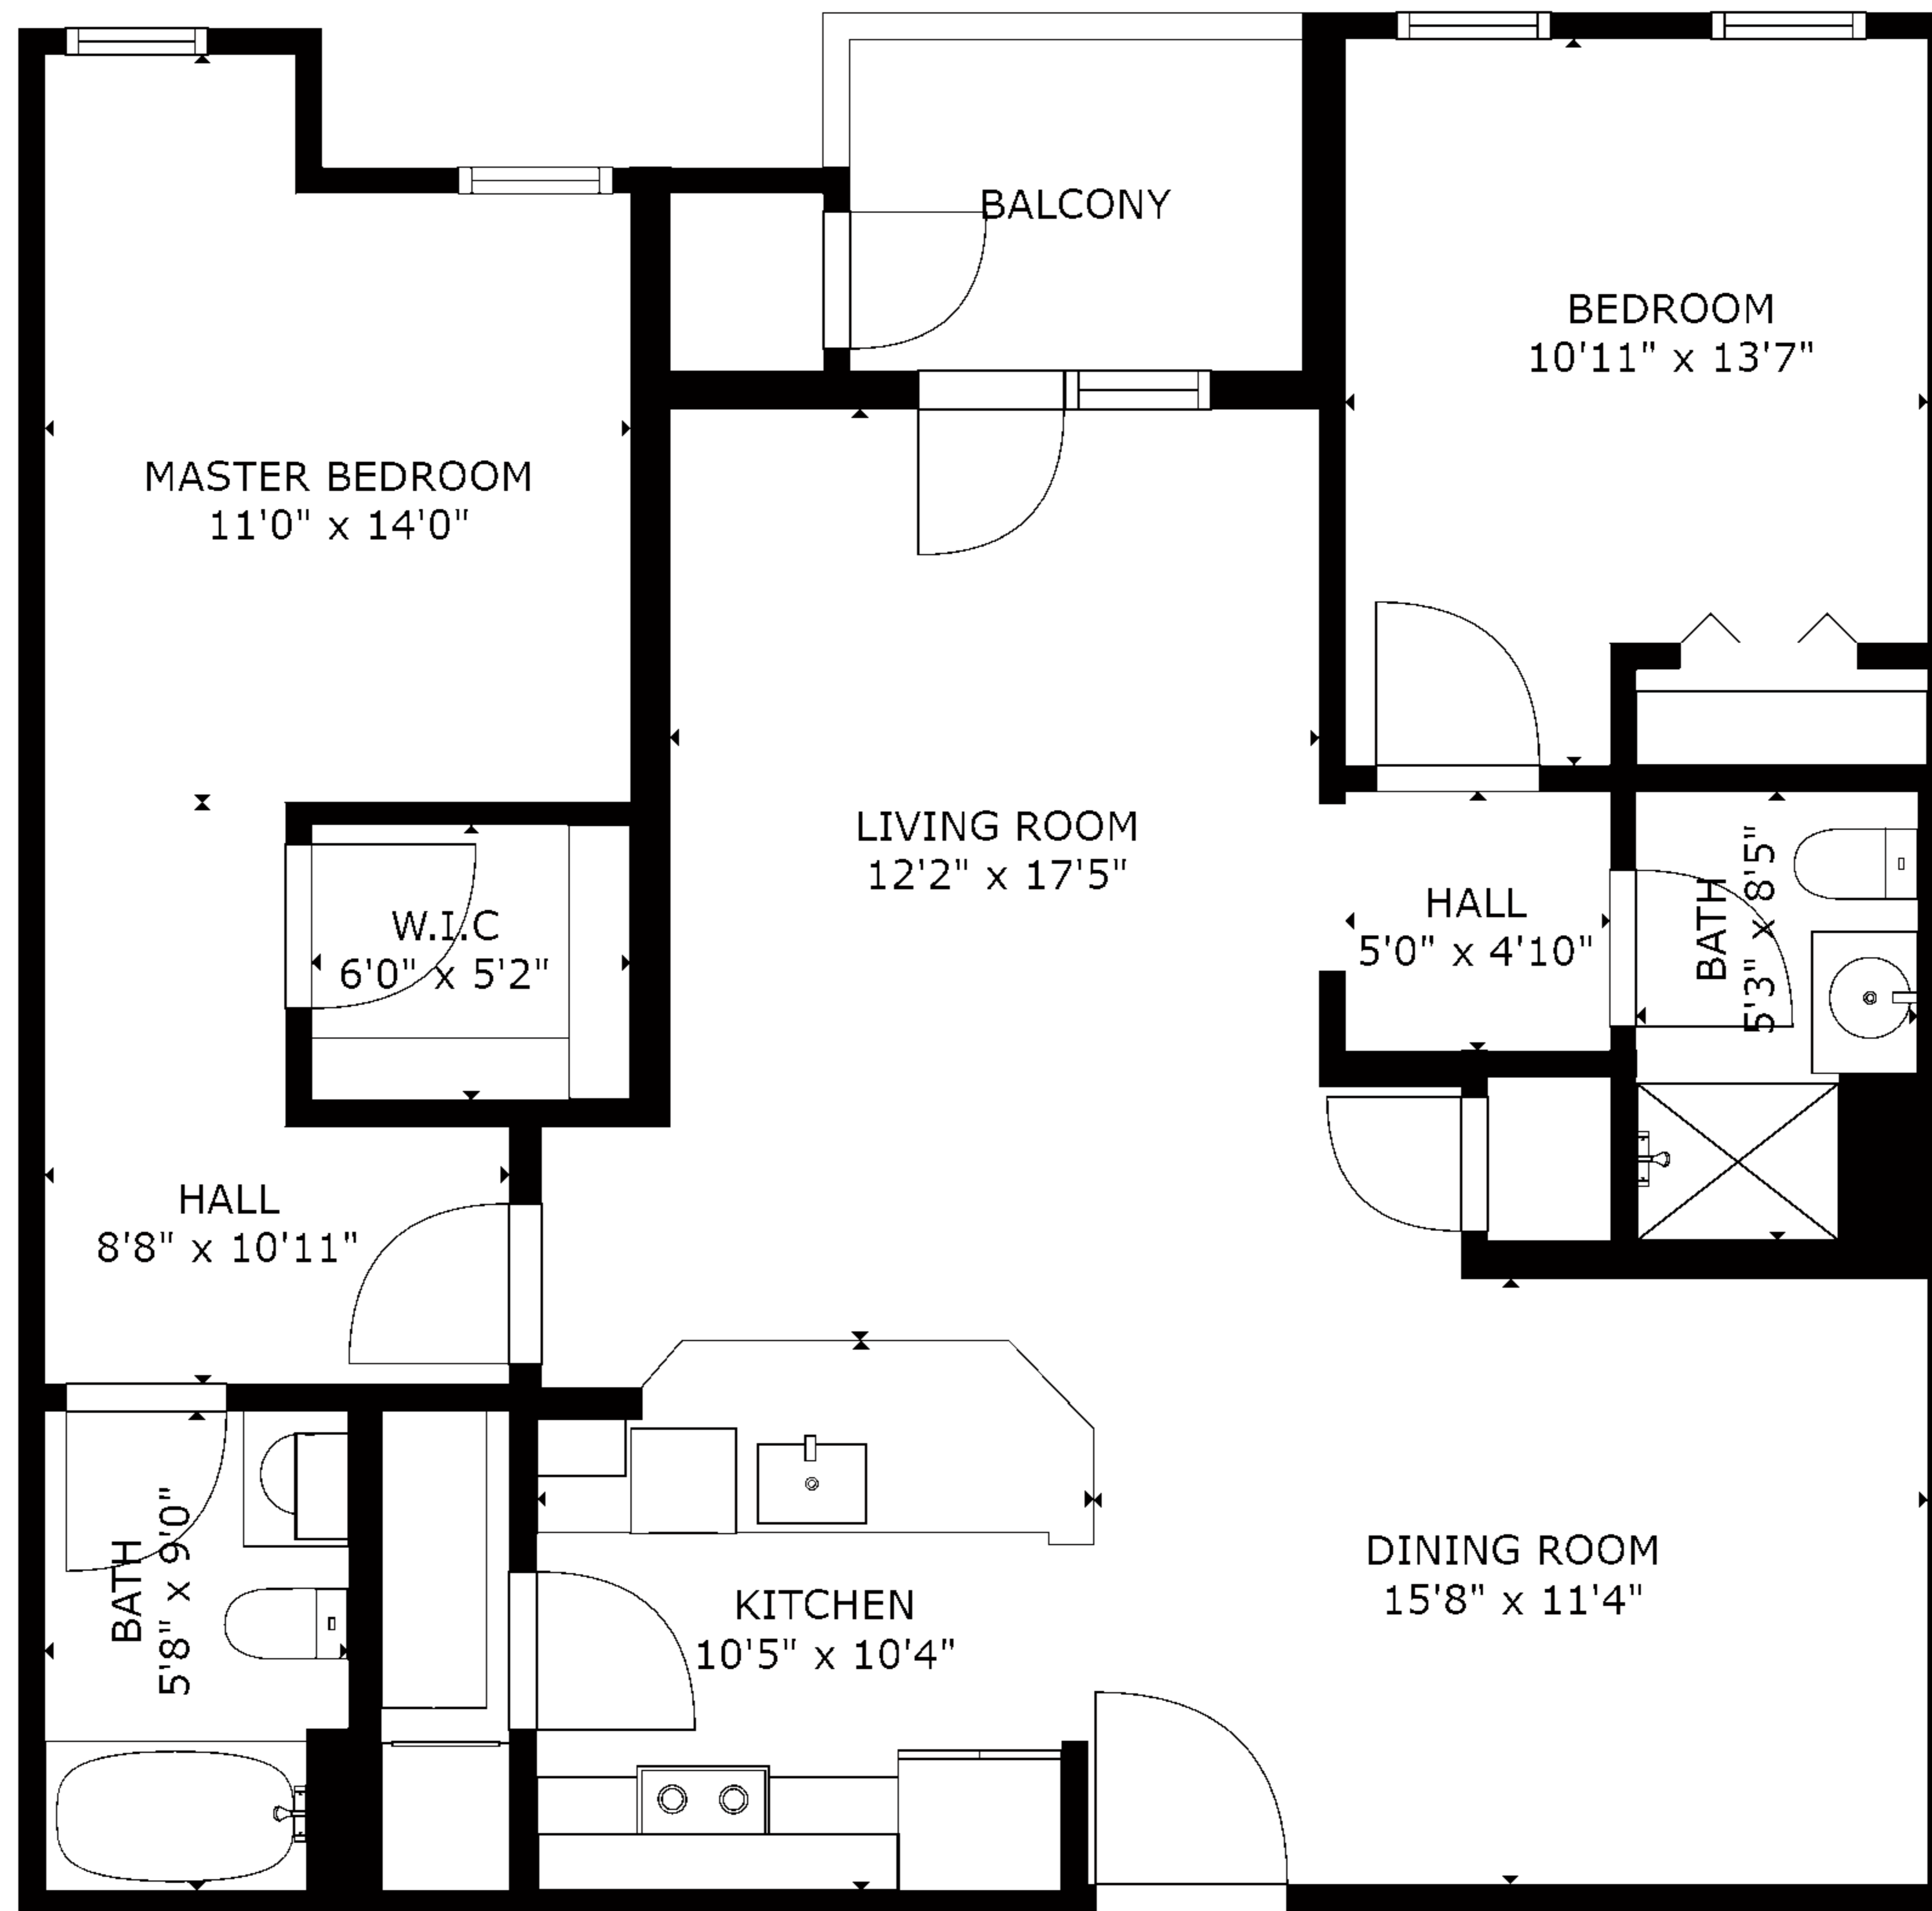 BALCONY
BEDROOM
10'11" x 13'7"
MASTER BEDROOM
11'0" x 14'0"
LIVING ROOM
12'2" x 17'5"
W.I.C
6'0" x 5'2"
HALL
5'0" x 4'10"
BATH
5'3" x 8'5"
HALL
8'8" x 10'11"
BATH
5'8" x 9'0"
KITCHEN
10'5" x 10'4"
DINING ROOM
15'8" x 11'4"